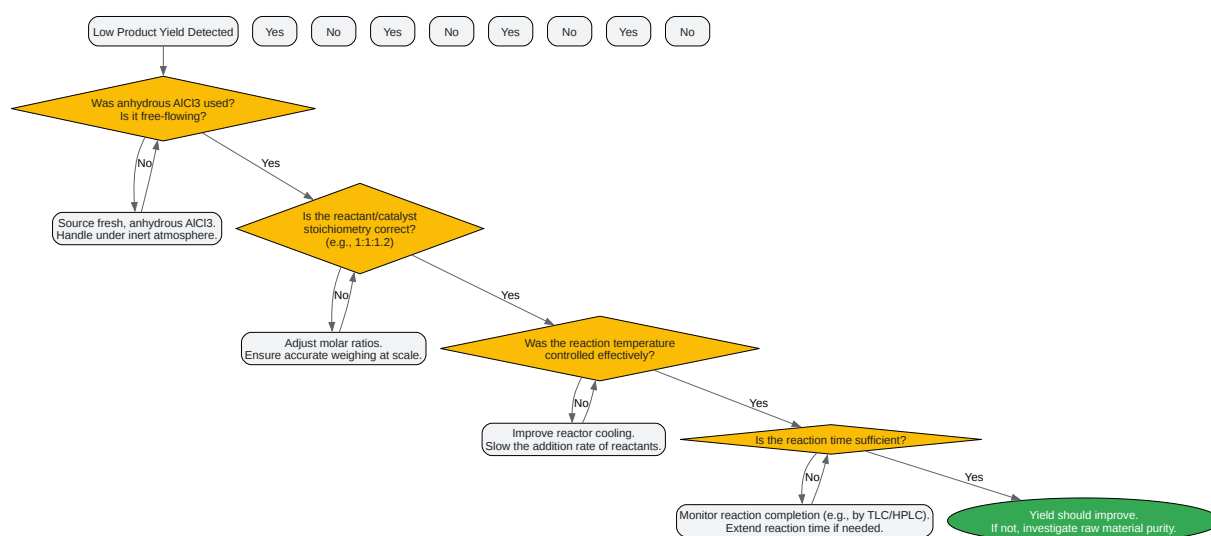 Low Product Yield Detected
Yes
No
Yes
No
Yes
No
Yes
No
Was anhydrous AlCl3 used?
Is it free-flowing?
No
Yes
Source fresh, anhydrous AlCl3.
Handle under inert atmosphere.
Is the reactant/catalyst
stoichiometry correct?
(e.g., 1:1:1.2)
No
Yes
Adjust molar ratios.
Ensure accurate weighing at scale.
Was the reaction temperature
controlled effectively?
No
Yes
Improve reactor cooling.
Slow the addition rate of reactants.
Is the reaction time sufficient?
No
Yes
Monitor reaction completion (e.g., by TLC/HPLC).
Extend reaction time if needed.
Yield should improve.
If not, investigate raw material purity.